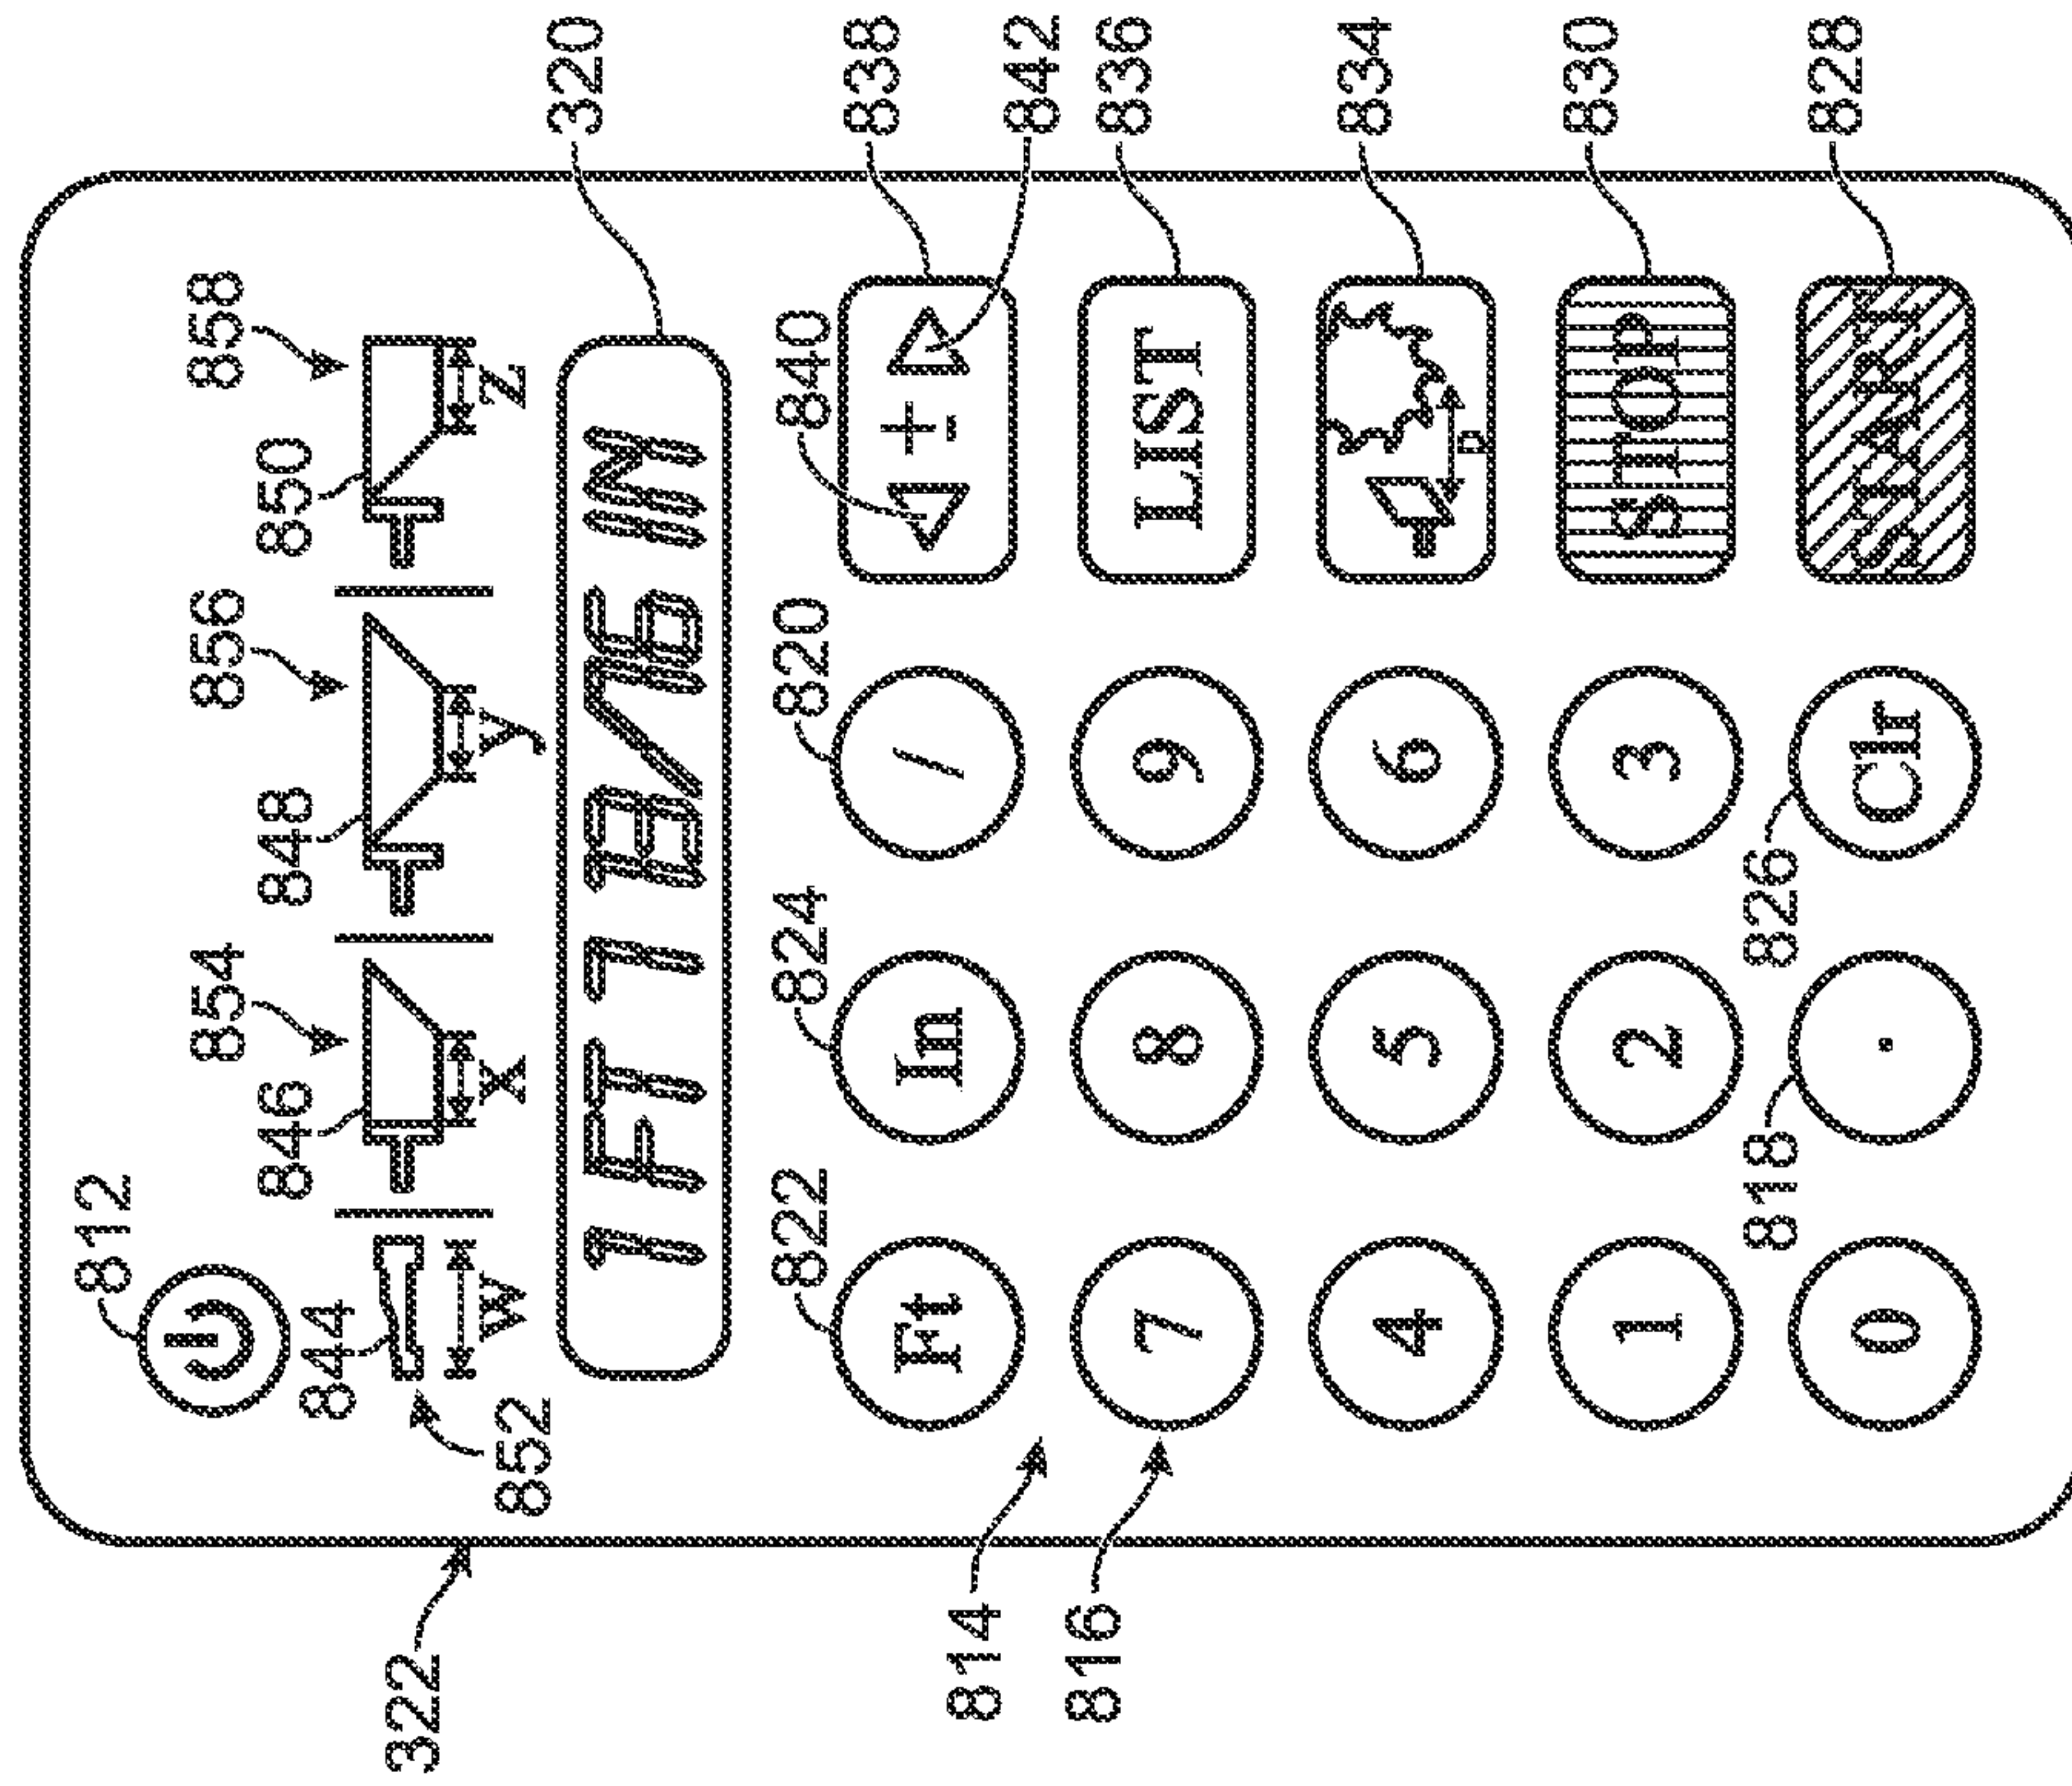 812
854 856 858
846 848 850
844
322
W X y Z
852
320
1 FT 7 13/16 IN
822 824 820 840
838
Ft In / ±
814
842
816 836
7 8 9 LIST
834
4 5 6
D
830
1 2 3 STOP
818 826
828
0 . Clr START